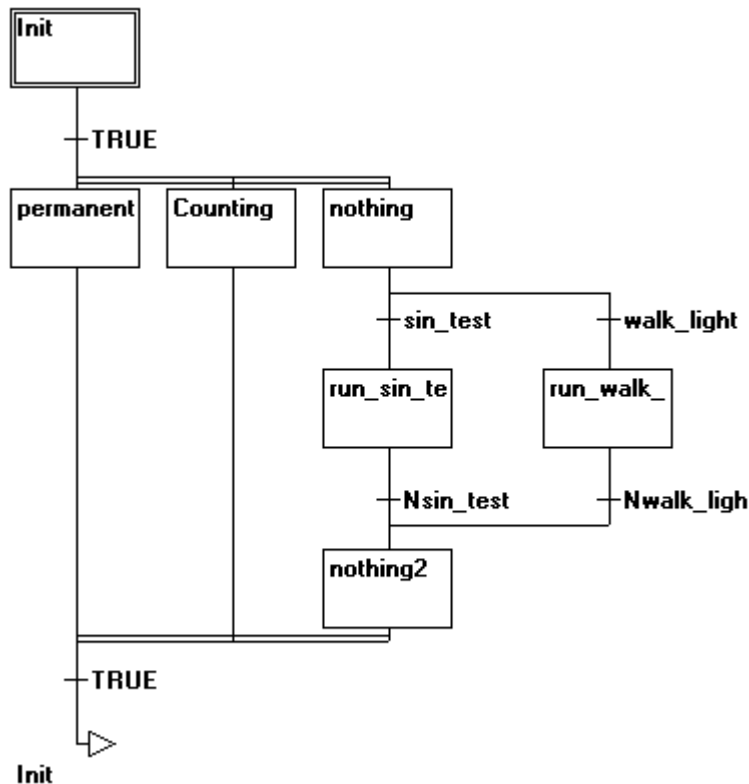 Init
TRUE
permanent
Counting
nothing
sin_test
walk_light
run_sin_te
run_walk_
Nsin_test
Nwalk_ligh
nothing2
TRUE
Init